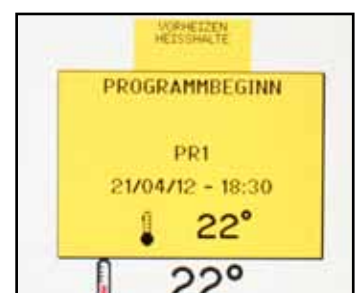 VORHEIZEN
HEISSHALTE
PROGRAMMBEGINN
PR1
21/04/12 - 18:30
22°
22°